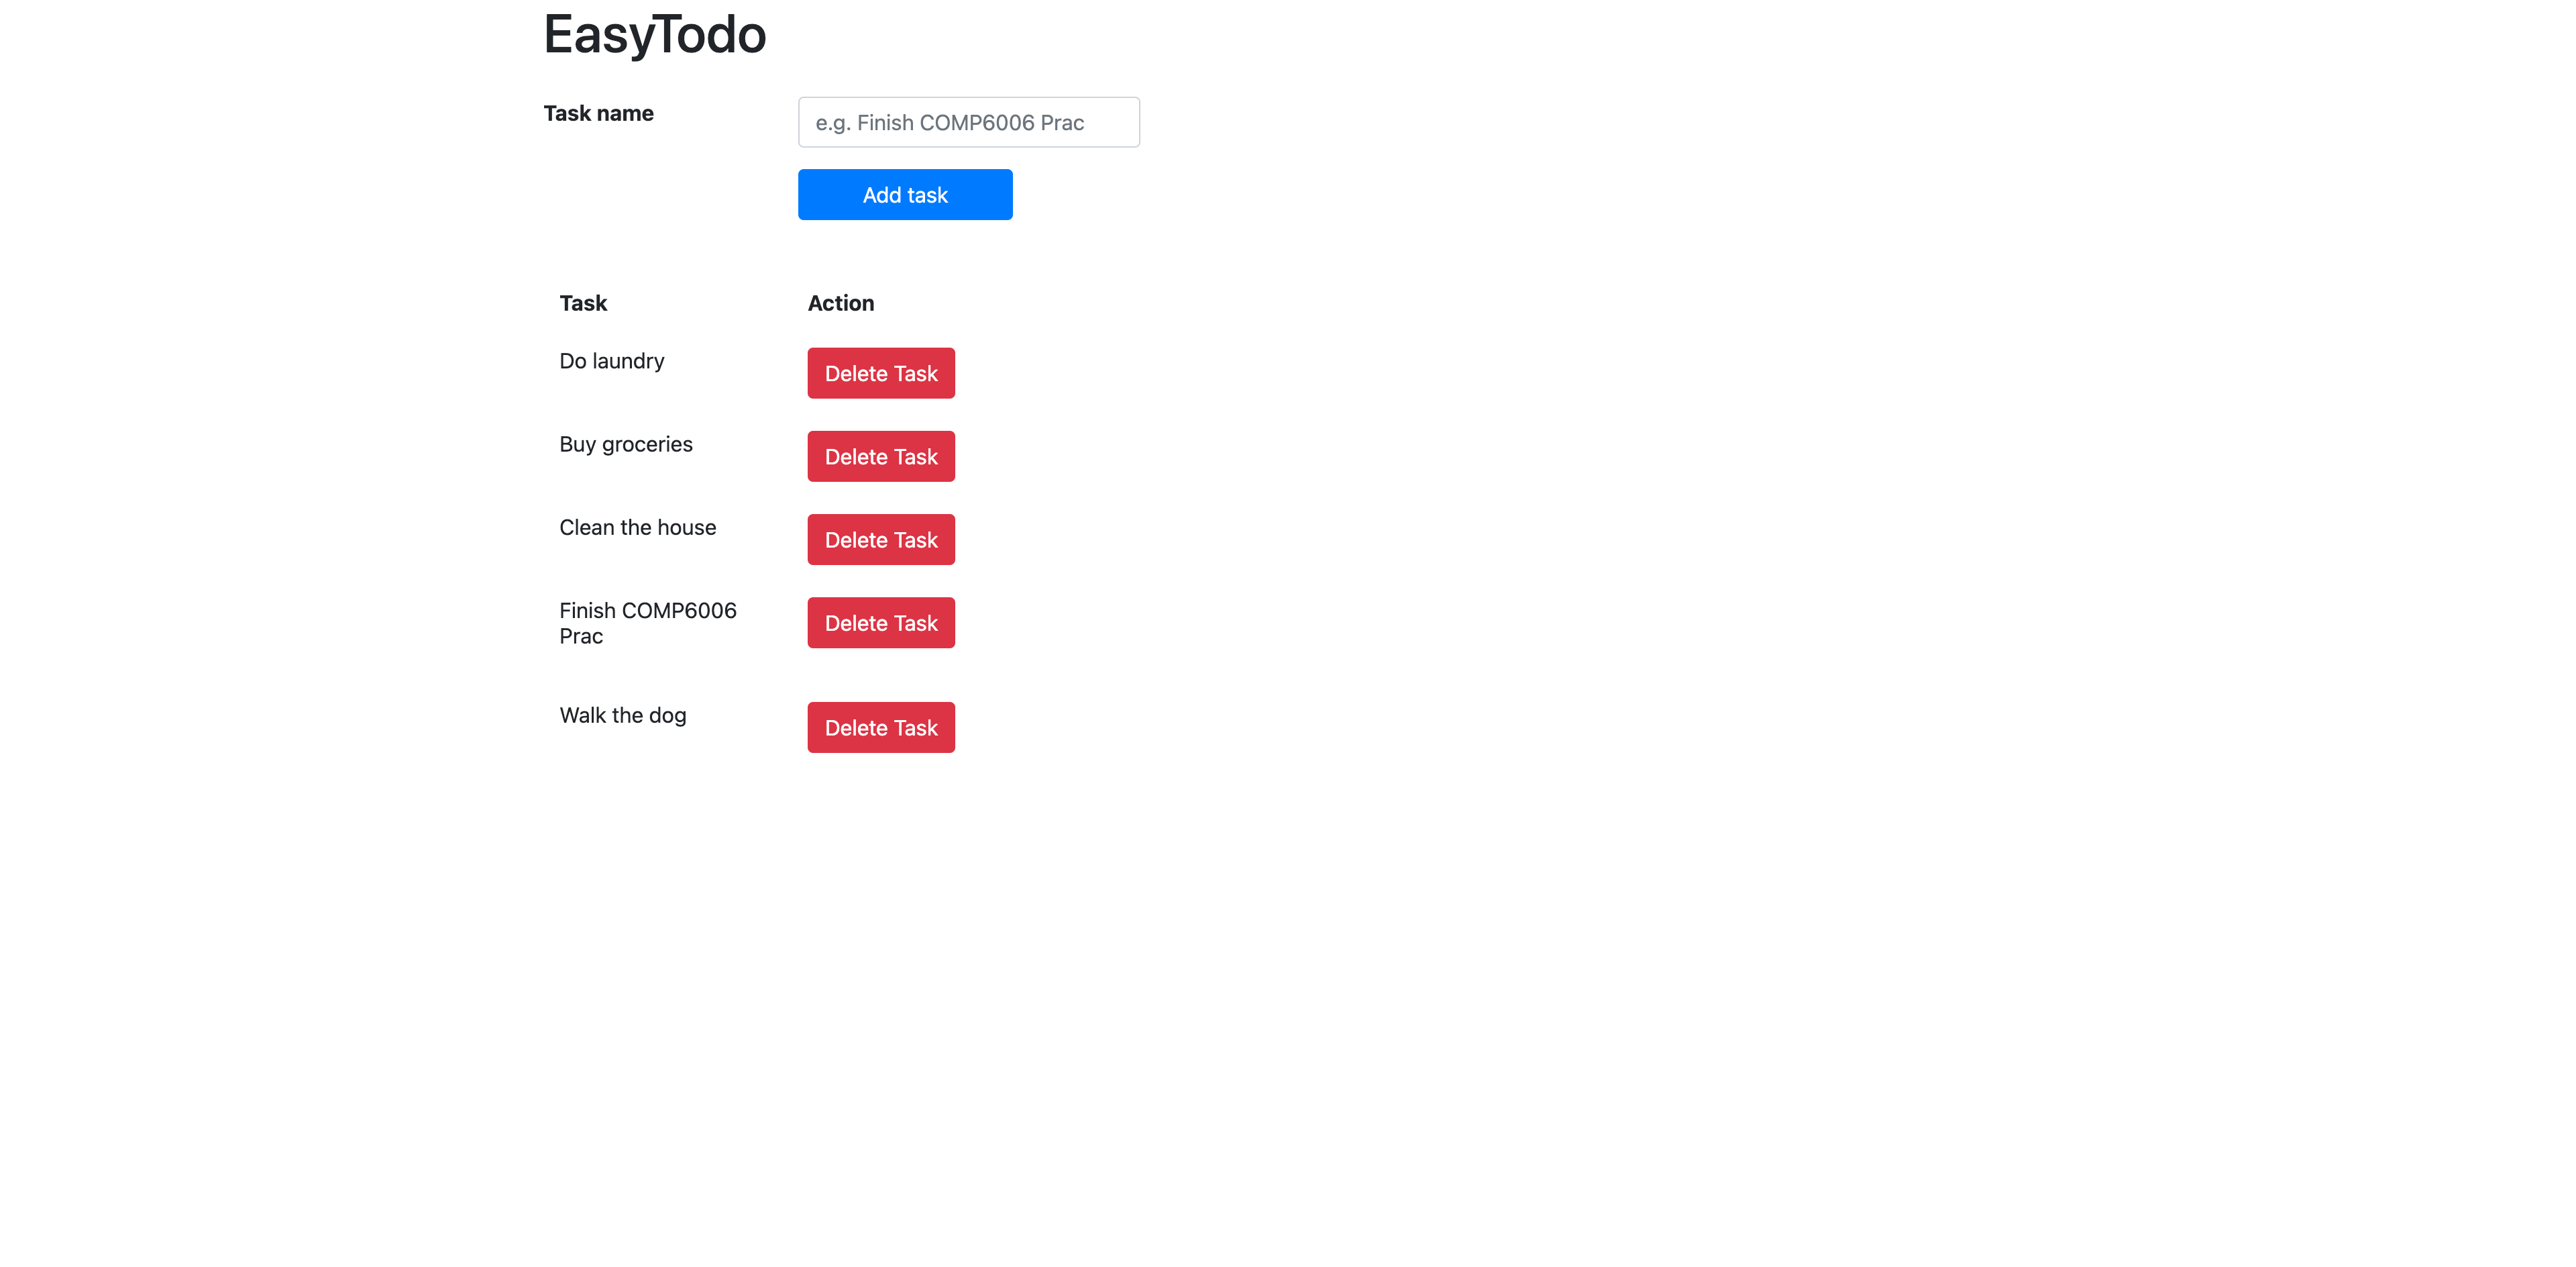 EasyTodo
Task name
e.g. Finish COMP6006 Prac
Add task
Task Action
Do laundry Delete Task
Buy groceries Delete Task
Clean the house Delete Task
Finish COMP6006
Prac Delete Task
Walk the dog Delete Task